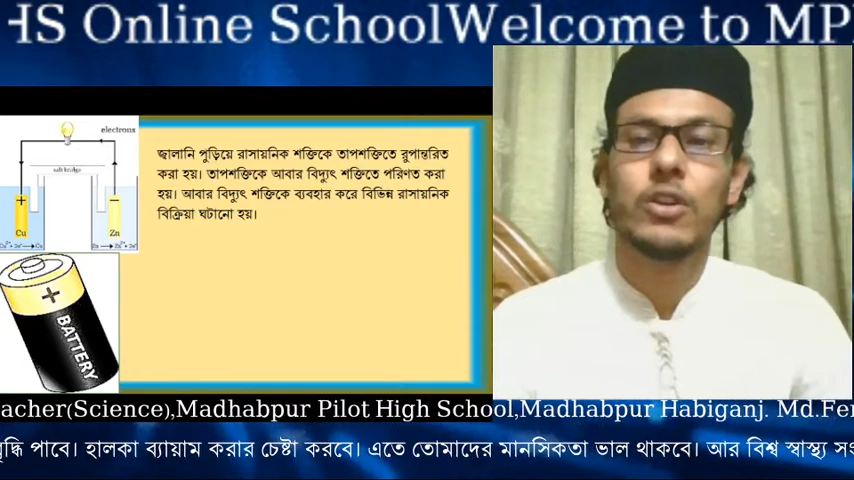 HS Online SchoolWelcome to MP
electrons
salt bridge
+
−
Cu
Zn
জ্বালানি পুড়িয়ে রাসায়নিক শক্তিকে তাপশক্তিতে রুপান্তরিত
করা হয়। তাপশক্তিকে আবার বিদ্যুৎ শক্তিতে পরিণত করা
হয়। আবার বিদ্যুৎ শক্তিকে ব্যবহার করে বিভিন্ন রাসায়নিক
বিক্রিয়া ঘটানো হয়।
+
BATTERY
acher(Science),Madhabpur Pilot High School,Madhabpur Habiganj. Md.Fer
পাবে। হালকা ব্যায়াম করার চেষ্টা করবে। এতে তোমাদের মানসিকতা ভাল থাকবে। আর বিশ্ব স্বাস্থ্য